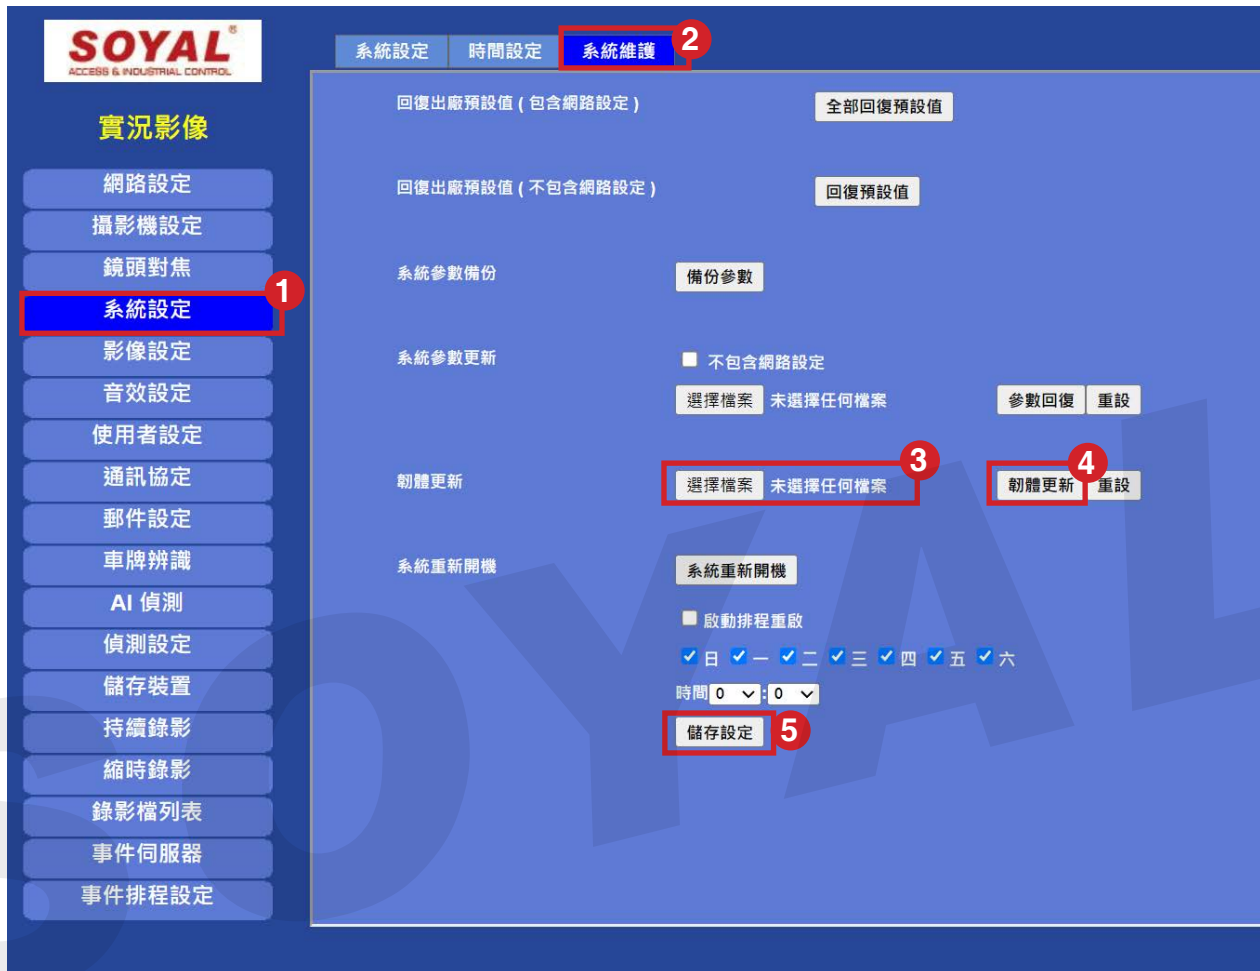 SOYAL®
ACCESS & INDUSTRIAL CONTROL
實況影像
網路設定
攝影機設定
鏡頭對焦
1
系統設定
影像設定
音效設定
使用者設定
通訊協定
郵件設定
車牌辨識
AI 偵測
偵測設定
儲存裝置
持續錄影
縮時錄影
錄影檔列表
事件伺服器
事件排程設定
系統設定 時間設定 系統維護 2
回復出廠預設值 ( 包含網路設定 ) 全部回復預設值
回復出廠預設值 ( 不包含網路設定 ) 回復預設值
系統參數備份 備份參數
系統參數更新 不包含網路設定
選擇檔案 未選擇任何檔案 參數回復 重設
3 4
韌體更新 選擇檔案 未選擇任何檔案 韌體更新 重設
系統重新開機 系統重新開機
啟動排程重啟
日 一 二 三 四 五 六
時間 0 : 0
儲存設定 5
SOYAL